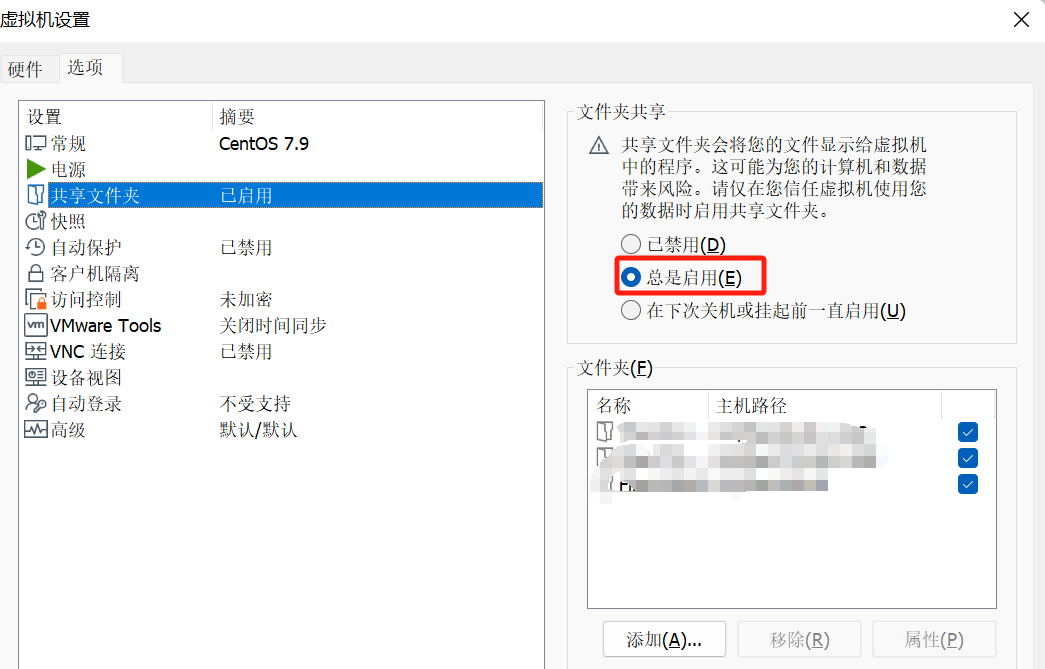 虚拟机设置
硬件 选项
设置 摘要
常规 CentOS 7.9
电源
共享文件夹 已启用
快照
自动保护 已禁用
客户机隔离
访问控制 未加密
vm VMware Tools 关闭时间同步
VNC 连接 已禁用
设备视图
自动登录 不受支持
高级 默认/默认
文件夹共享
共享文件夹会将您的文件显示给虚拟机
中的程序。这可能为您的计算机和数据
带来风险。请仅在您信任虚拟机使用您
的数据时启用共享文件夹。
已禁用(D)
总是启用(E)
在下次关机或挂起前一直启用(U)
文件夹(F)
名称 主机路径
添加(A)... 移除(R) 属性(P)